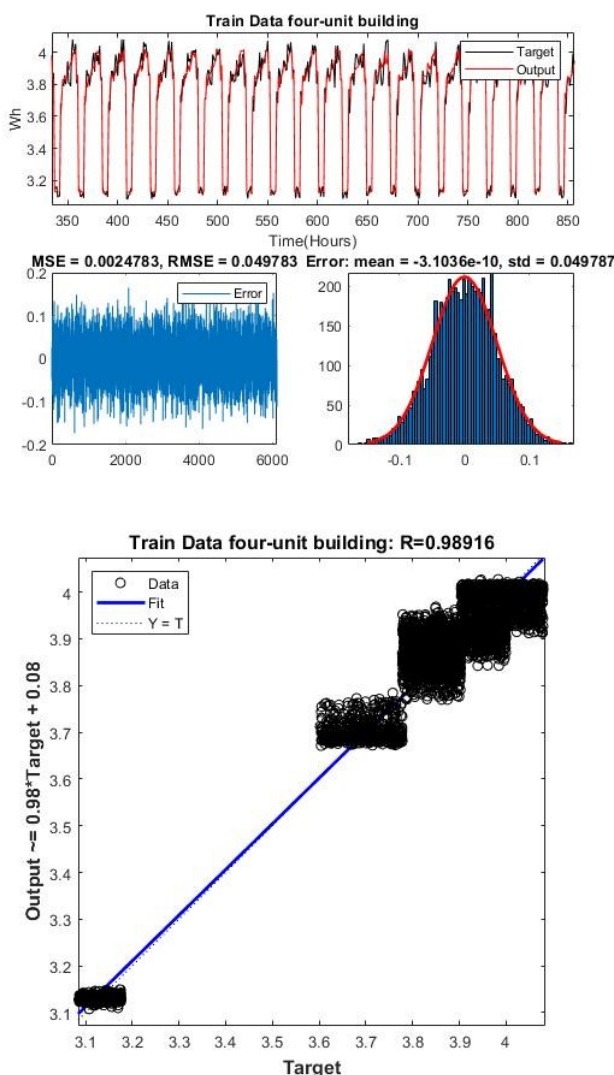 Train Data four-unit building
4
3.8
3.6
3.4
3.2
Wh
Target
Output
350 400 450 500 550 600 650 700 750 800 850
Time(Hours)
MSE = 0.0024783, RMSE = 0.049783
0.2
0.1
0
-0.1
-0.2
Error
0 2000 4000 6000
Error: mean = -3.1036e-10, std = 0.049787
200
150
100
50
0
-0.1 0 0.1
Train Data four-unit building: R=0.98916
Output ~= 0.98*Target + 0.08
Data
Fit
Y = T
4
3.9
3.8
3.7
3.6
3.5
3.4
3.3
3.2
3.1
3.1 3.2 3.3 3.4 3.5 3.6 3.7 3.8 3.9 4
Target